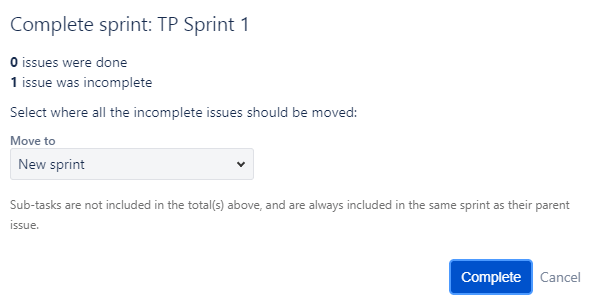 Complete sprint: TP Sprint 1
0 issues were done
1 issue was incomplete
Select where all the incomplete issues should be moved:
Move to
New sprint
Sub-tasks are not included in the total(s) above, and are always included in the same sprint as their parent
issue.
Complete Cancel